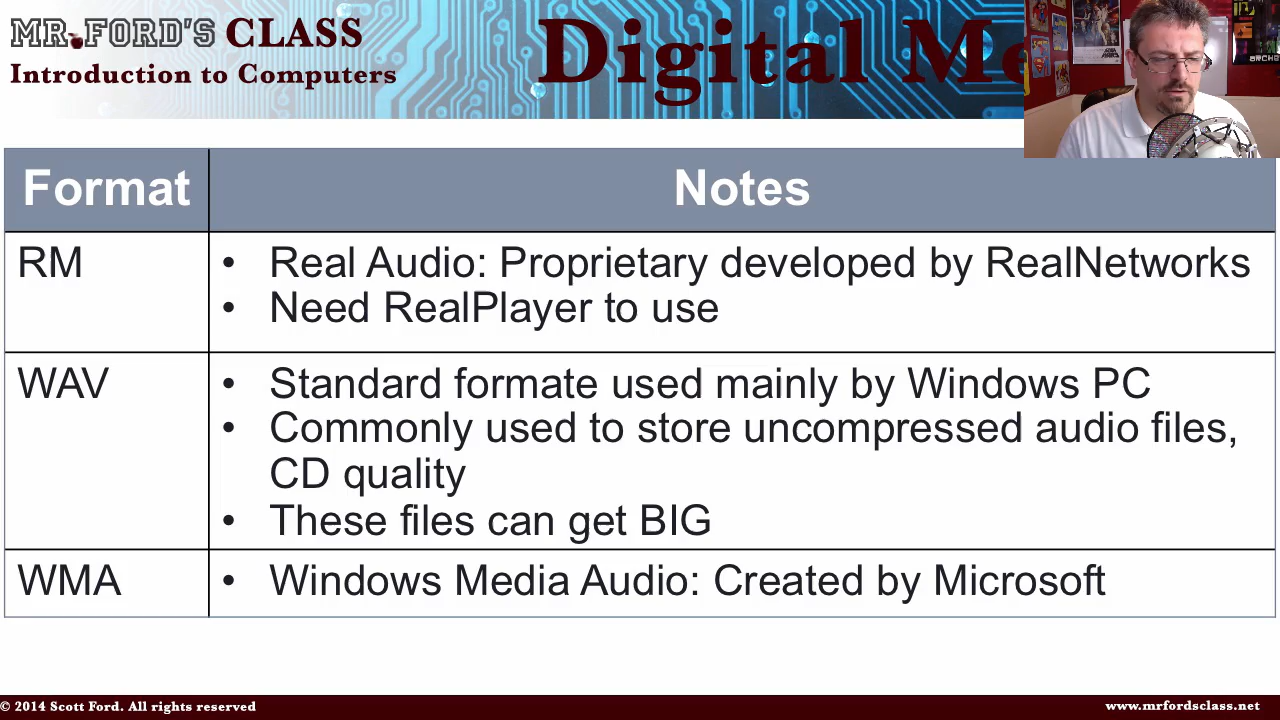 MR. FORD'S CLASS
Introduction to Computers
Digital Me
Format Notes
RM
• Real Audio: Proprietary developed by RealNetworks
• Need RealPlayer to use
WAV
• Standard formate used mainly by Windows PC
• Commonly used to store uncompressed audio files,
CD quality
• These files can get BIG
WMA
• Windows Media Audio: Created by Microsoft
© 2014 Scott Ford. All rights reserved
www.mrfordsclass.net